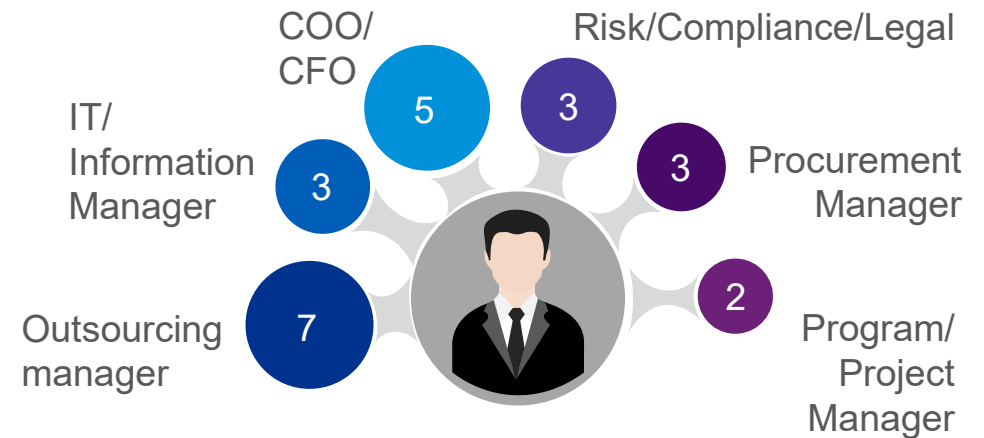 COO/
CFO
5
Risk/Compliance/Legal
3
IT/
Information
Manager
3
Procurement
Manager
3
Outsourcing
manager
7
Program/
Project
Manager
2